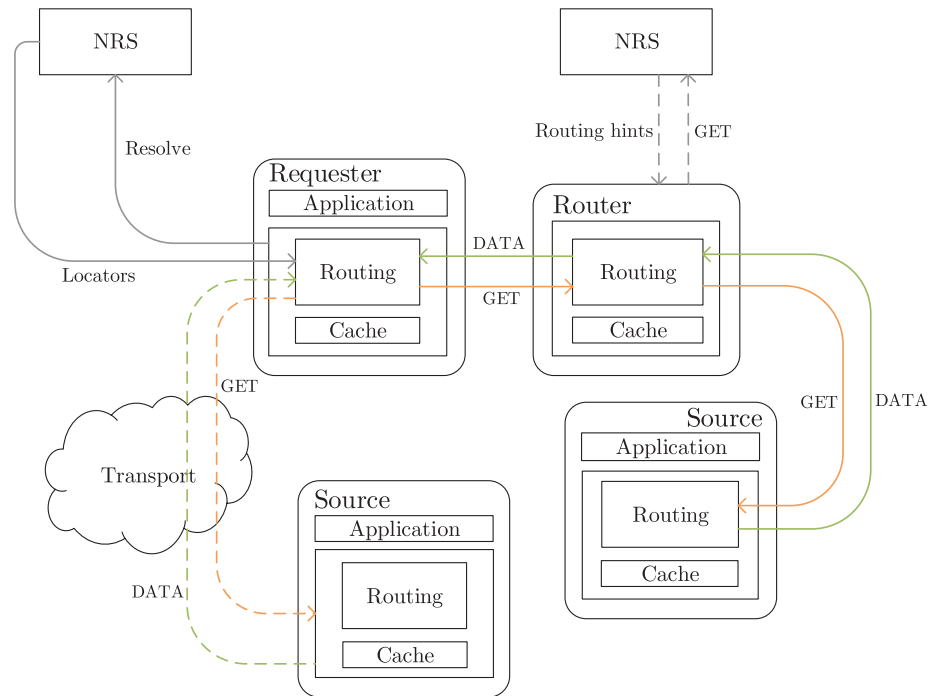 NRS
NRS
Routing hints
GET
Resolve
Requester
Application
Router
DATA
Routing
Routing
Locators
GET
Cache
Cache
GET
GET
DATA
Source
Application
Transport
Source
Routing
Application
Cache
DATA
Routing
Cache